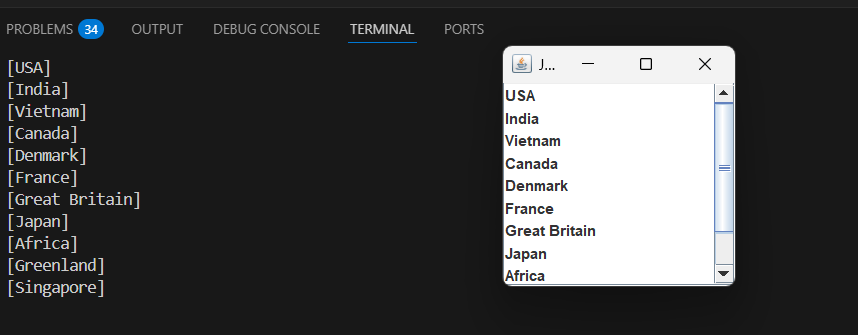 PROBLEMS 34 OUTPUT DEBUG CONSOLE TERMINAL PORTS
[USA]
[India]
[Vietnam]
[Canada]
[Denmark]
[France]
[Great Britain]
[Japan]
[Africa]
[Greenland]
[Singapore]
J...
USA
India
Vietnam
Canada
Denmark
France
Great Britain
Japan
Africa